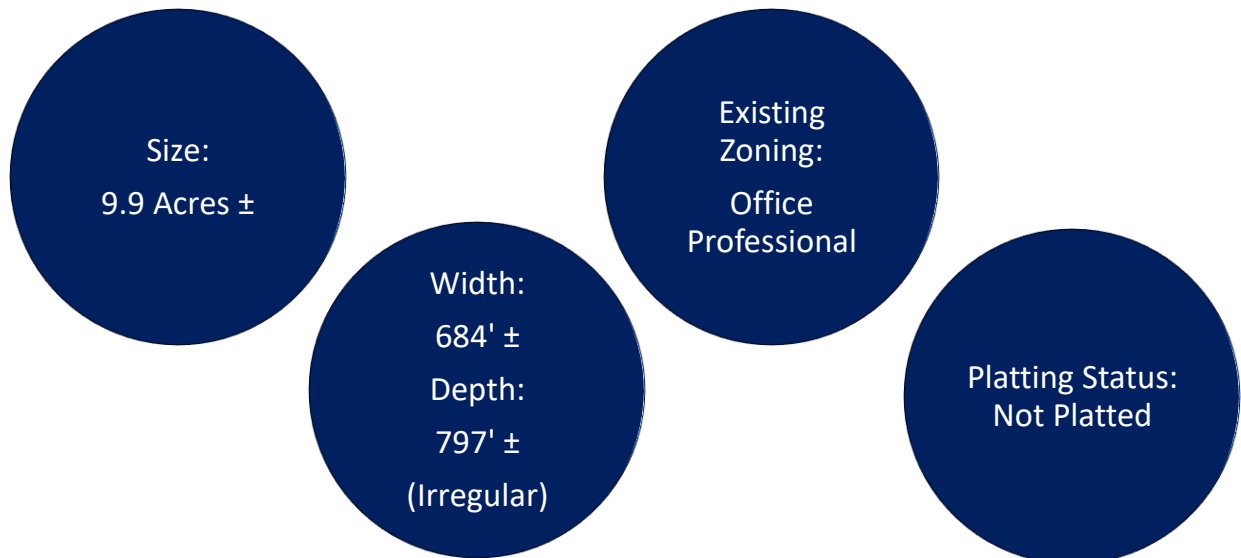 Size:
9.9 Acres ±
Width:
684' ±
Depth:
797' ±
(Irregular)
Existing
Zoning:
Office
Professional
Platting Status:
Not Platted